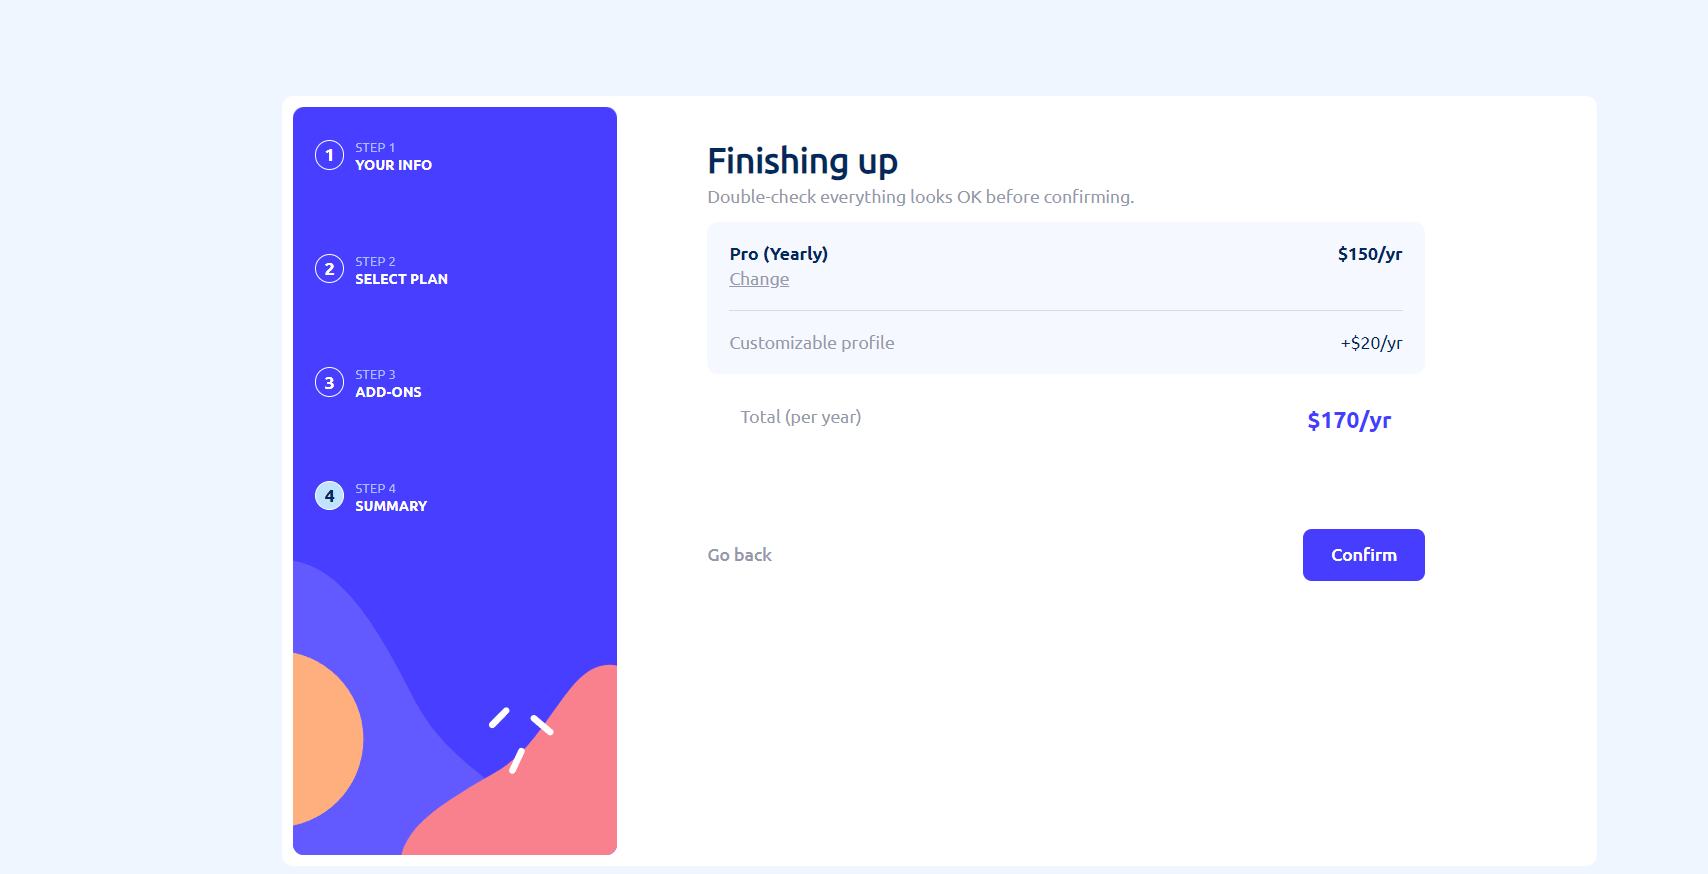 1
STEP 1
YOUR INFO
2
STEP 2
SELECT PLAN
3
STEP 3
ADD-ONS
4
STEP 4
SUMMARY
Finishing up
Double-check everything looks OK before confirming.
Pro (Yearly) $150/yr
Change
Customizable profile +$20/yr
Total (per year) $170/yr
Go back Confirm